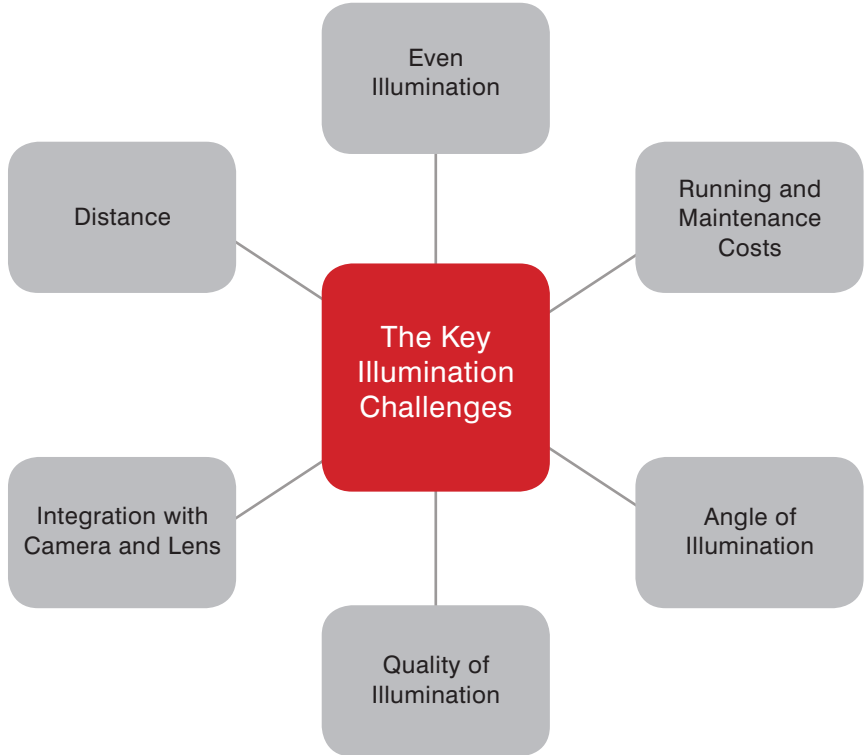 Even
Illumination
Distance
Running and
Maintenance
Costs
The Key
Illumination
Challenges
Integration with
Camera and Lens
Angle of
Illumination
Quality of
Illumination